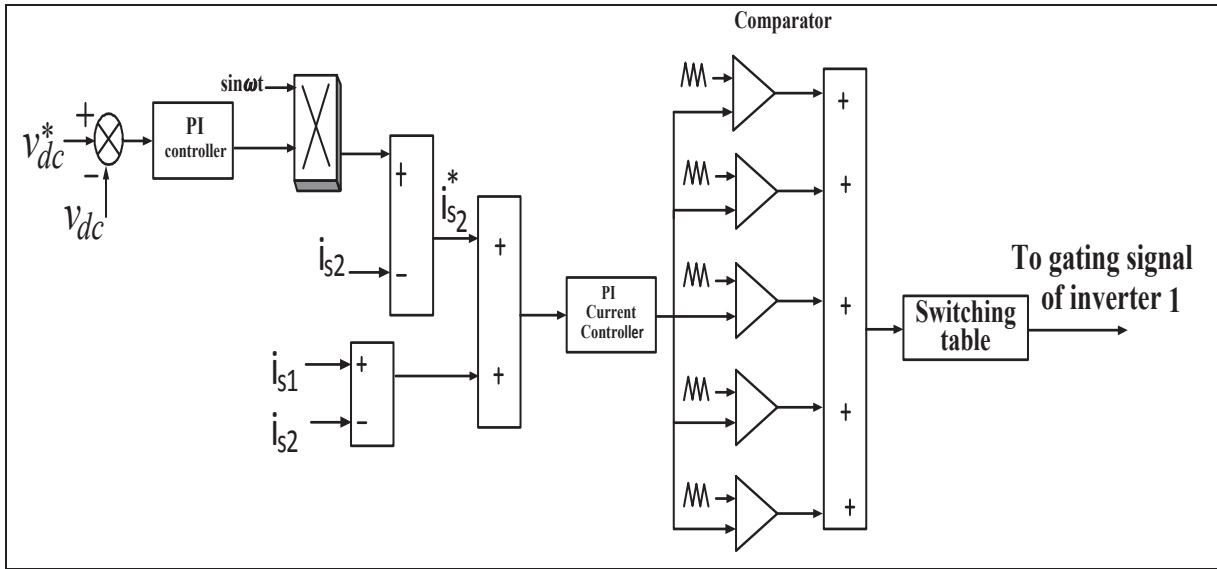 Comparator
sinωt
+
v*dc
−
vdc
PI
controller
+
i*s2
is2
−
+
+
is1
+
is2
−
PI
Current
Controller
+
+
+
+
+
Switching
table
To gating signal
of inverter 1